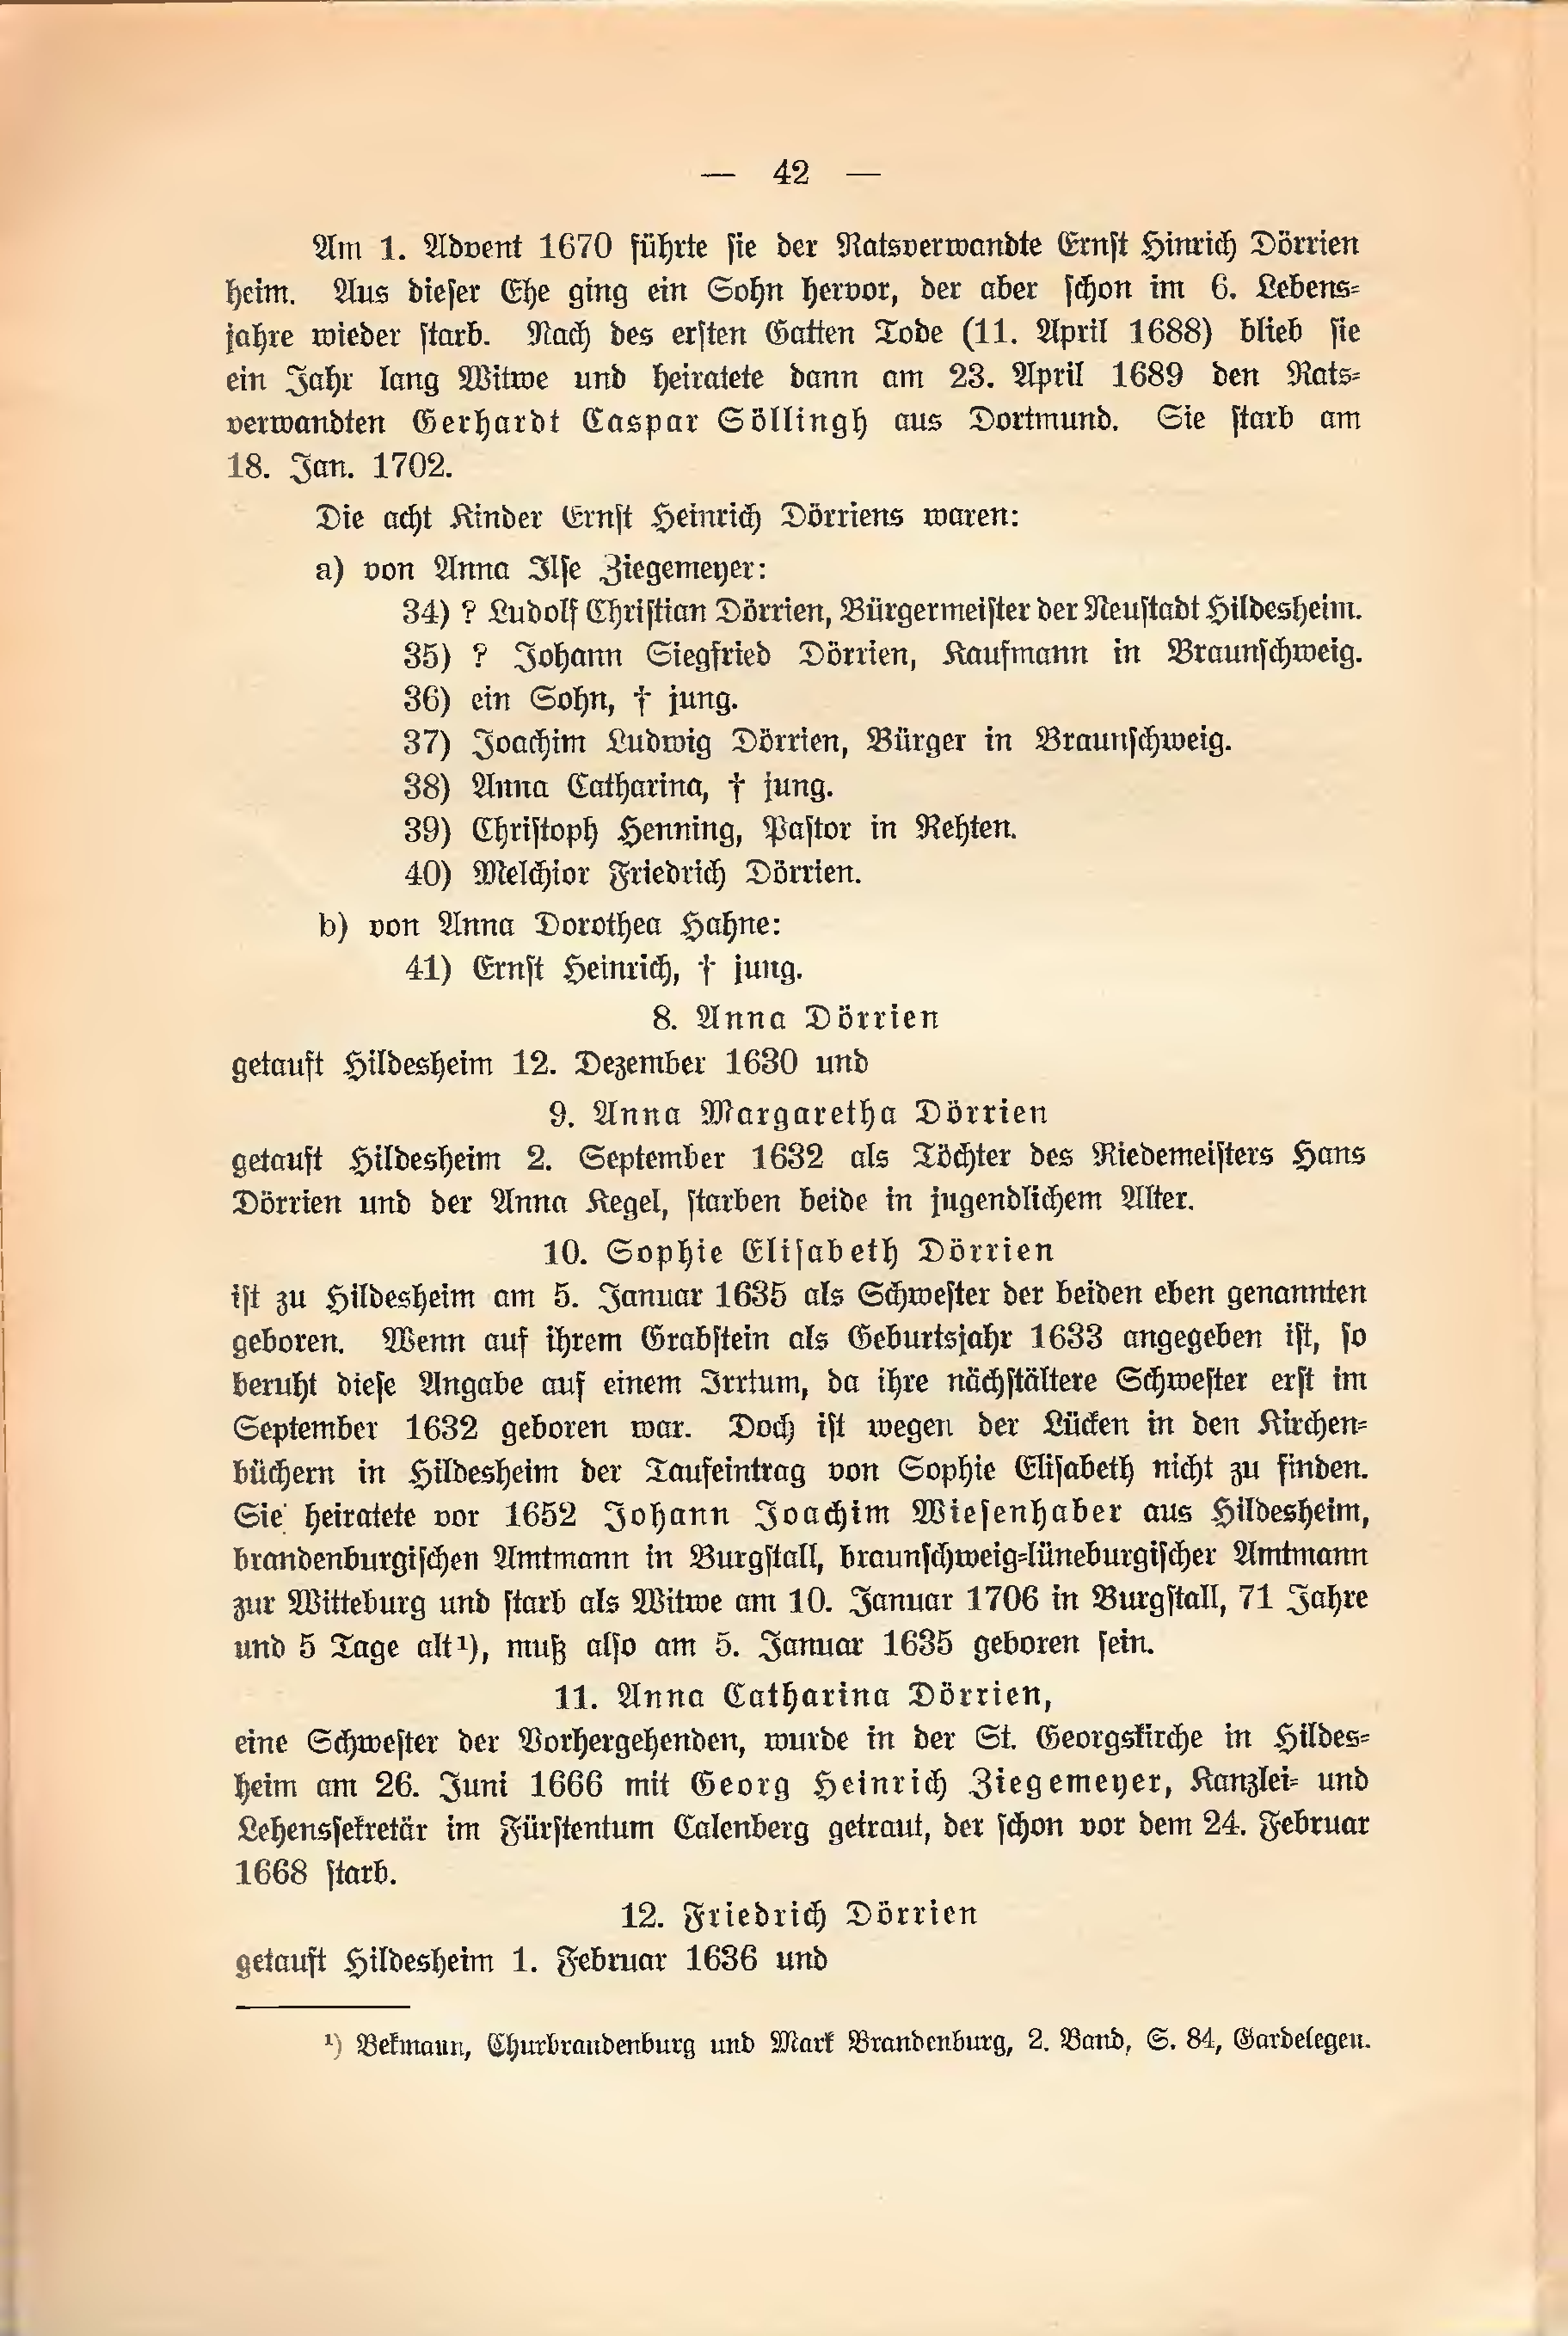 — 42 —
Am 1. Advent 1670 führte sie der Ratsverwandte Ernst Hinrich Dörrien
heim. Aus dieser Ehe ging ein Sohn hervor, der aber schon im 6. Lebens-
jahre wieder starb. Nach des ersten Gatten Tode (11. April 1688) blieb sie
ein Jahr lang Witwe und heiratete dann am 23. April 1689 den Rats-
verwandten Gerhardt Caspar Söllingh aus Dortmund. Sie starb am
18. Jan. 1702.
Die acht Kinder Ernst Heinrich Dörriens waren:
a) von Anna Ilse Ziegemeyer:
34) ? Ludolf Christian Dörrien, Bürgermeister der Neustadt Hildesheim.
35) ? Johann Siegfried Dörrien, Kaufmann in Braunschweig.
36) ein Sohn, † jung.
37) Joachim Ludwig Dörrien, Bürger in Braunschweig.
38) Anna Catharina, † jung.
39) Christoph Henning, Pastor in Rehten.
40) Melchior Friedrich Dörrien.
b) von Anna Dorothea Hahne:
41) Ernst Heinrich, † jung.
8. Anna Dörrien
getauft Hildesheim 12. Dezember 1630 und
9. Anna Margaretha Dörrien
getauft Hildesheim 2. September 1632 als Töchter des Riedemeisters Hans
Dörrien und der Anna Kegel, starben beide in jugendlichem Alter.
10. Sophie Elisabeth Dörrien
ist zu Hildesheim am 5. Januar 1635 als Schwester der beiden eben genannten
geboren. Wenn auf ihrem Grabstein als Geburtsjahr 1633 angegeben ist, so
beruht diese Angabe auf einem Irrtum, da ihre nächstältere Schwester erst im
September 1632 geboren war. Doch ist wegen der Lücken in den Kirchen-
büchern in Hildesheim der Taufeintrag von Sophie Elisabeth nicht zu finden.
Sie heiratete vor 1652 Johann Joachim Wiesenhaber aus Hildesheim,
brandenburgischen Amtmann in Burgstall, braunschweig-lüneburgischer Amtmann
zur Witteburg und starb als Witwe am 10. Januar 1706 in Burgstall, 71 Jahre
und 5 Tage alt¹), muß also am 5. Januar 1635 geboren sein.
11. Anna Catharina Dörrien,
eine Schwester der Vorhergehenden, wurde in der St. Georgskirche in Hildes-
heim am 26. Juni 1666 mit Georg Heinrich Ziegemeyer, Kanzlei- und
Lehenssekretär im Fürstentum Calenberg getraut, der schon vor dem 24. Februar
1668 starb.
12. Friedrich Dörrien
getauft Hildesheim 1. Februar 1636 und
¹) Bekmann, Churbrandenburg und Mark Brandenburg, 2. Band, S. 84, Gardelegen.